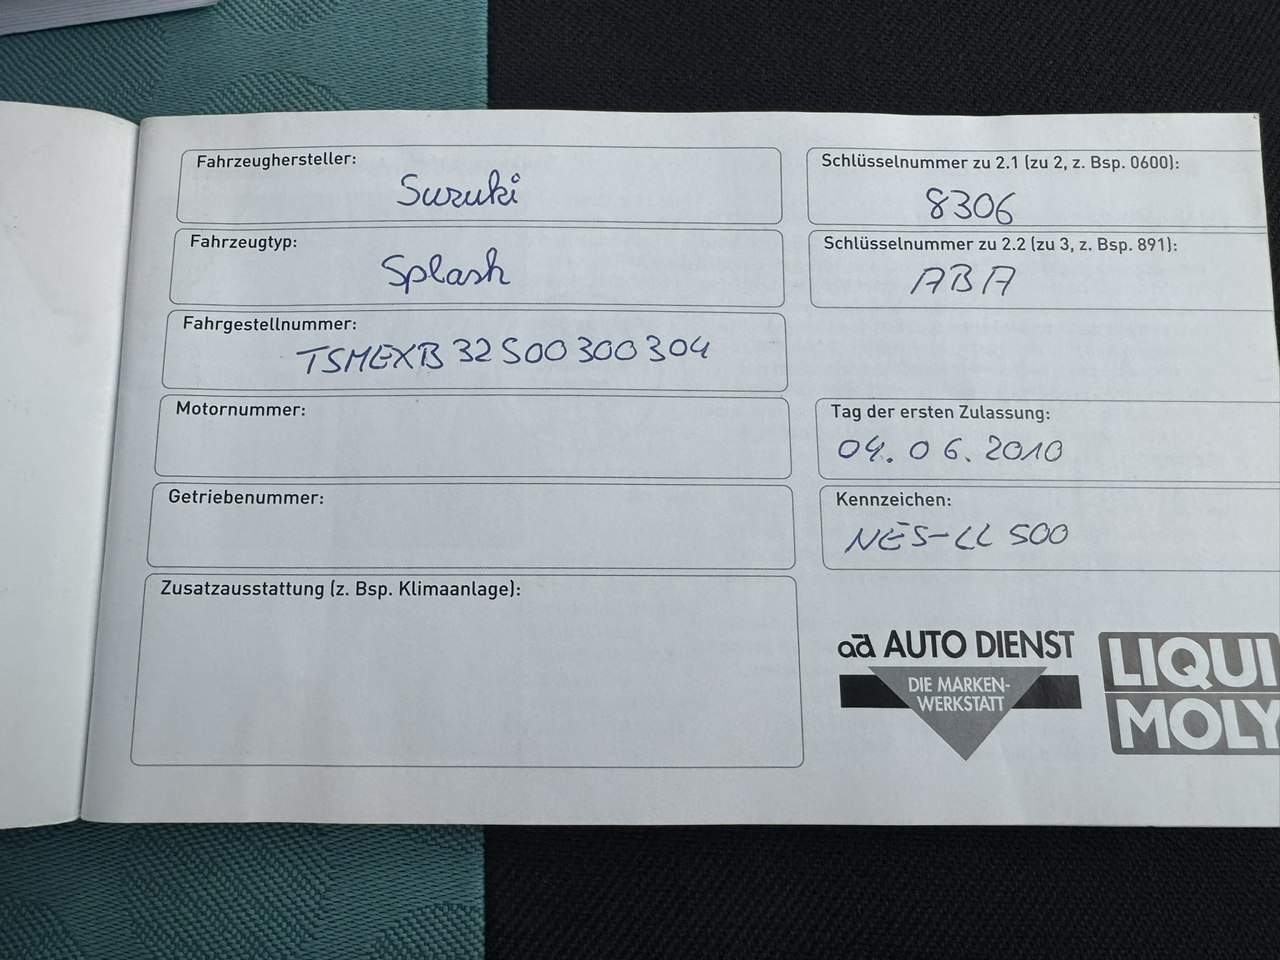 Fahrzeughersteller:
Suzuki
Fahrzeugtyp:
Splash
Fahrgestellnummer:
TSMEXB32S00300304
Motornummer:
Getriebenummer:
Zusatzausstattung (z. Bsp. Klimaanlage):
Schlüsselnummer zu 2.1 (zu 2, z. Bsp. 0600):
8306
Schlüsselnummer zu 2.2 (zu 3, z. Bsp. 891):
ABA
Tag der ersten Zulassung:
04.06.2010
Kennzeichen:
NES-LL 500
ad AUTO DIENST
DIE MARKEN-
WERKSTATT
LIQUI
MOLY